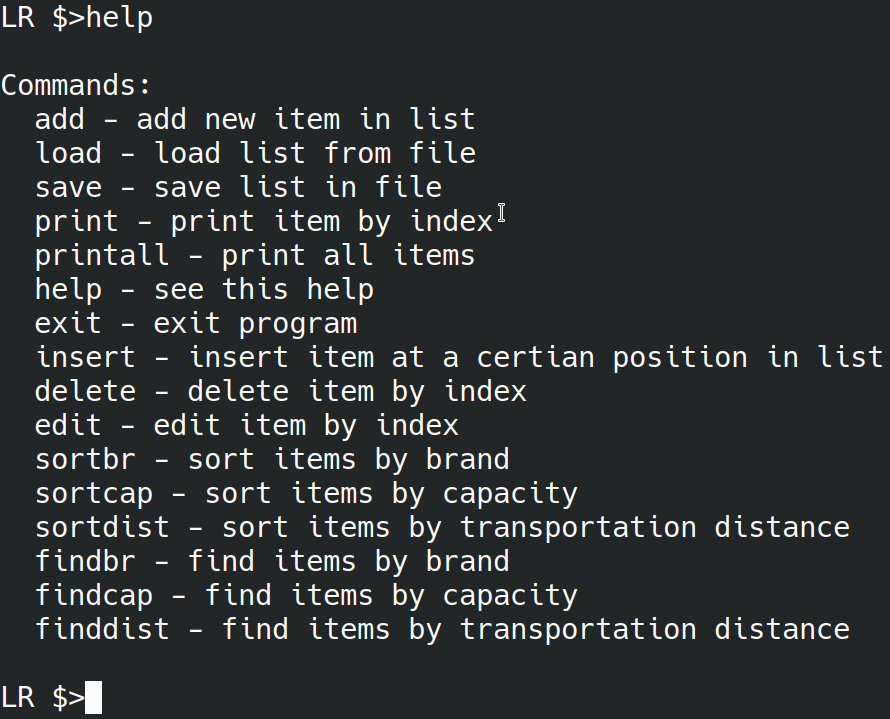 LR $>help
Commands:
add – add new item in list
load – load list from file
save – save list in file
print – print item by index
printall – print all items
help – see this help
exit – exit program
insert – insert item at a certian position in list
delete – delete item by index
edit – edit item by index
sortbr – sort items by brand
sortcap – sort items by capacity
sortdist – sort items by transportation distance
findbr – find items by brand
findcap – find items by capacity
finddist – find items by transportation distance
LR $>